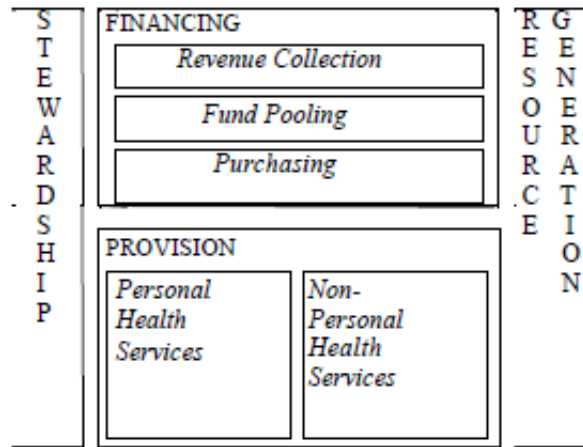 STEWARDSHIP
FINANCING
Revenue Collection
Fund Pooling
Purchasing
PROVISION
Personal
Health
Services
Non-
Personal
Health
Services
RESOURCE
GENERATION